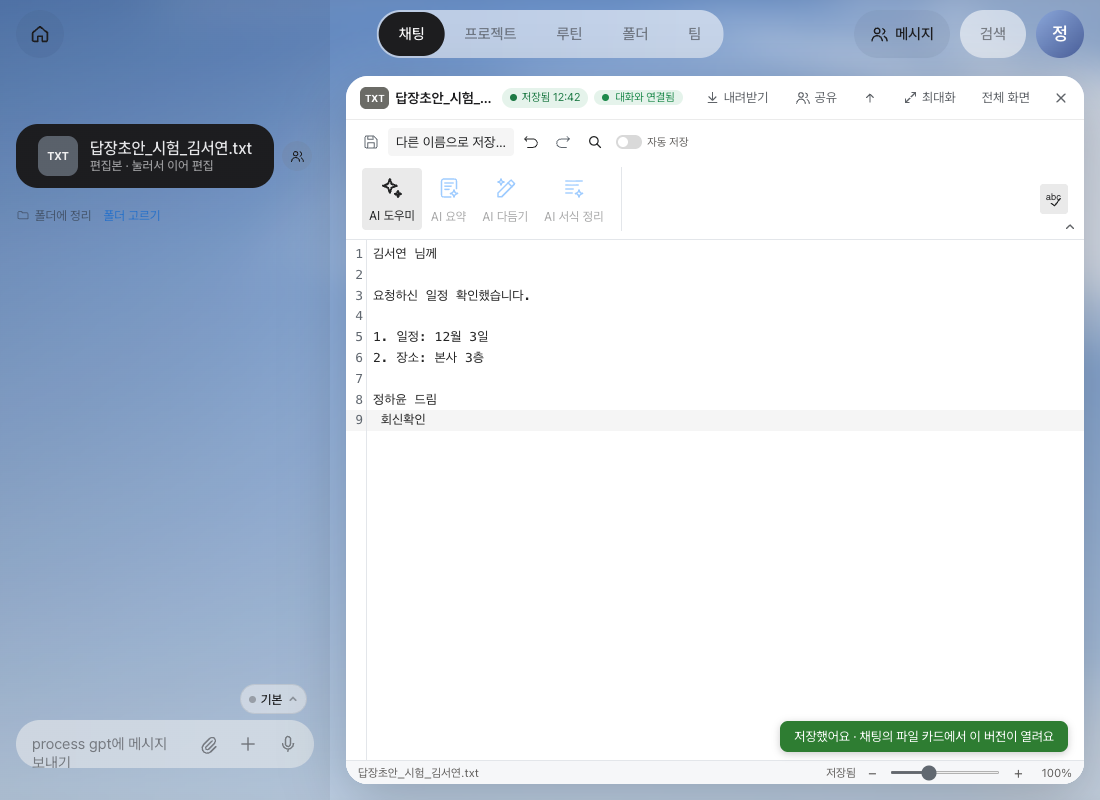 채팅
프로젝트
루틴
폴더
팀
메시지
검색
정
TXT
답장초안_시험_김서연.txt
편집본 · 눌러서 이어 편집
폴더에 정리
폴더 고르기
기본
process gpt에 메시지
보내기
TXT
답장초안_시험_...
저장됨 12:42
대화와 연결됨
내려받기
공유
최대화
전체 화면
다른 이름으로 저장...
자동 저장
AI 도우미
AI 요약
AI 다듬기
AI 서식 정리
abc
1 김서연 님께
2
3 요청하신 일정 확인했습니다.
4
5 1. 일정: 12월 3일
6 2. 장소: 본사 3층
7
8 정하윤 드림
9 회신확인
저장했어요 · 채팅의 파일 카드에서 이 버전이 열려요
답장초안_시험_김서연.txt
저장됨
100%